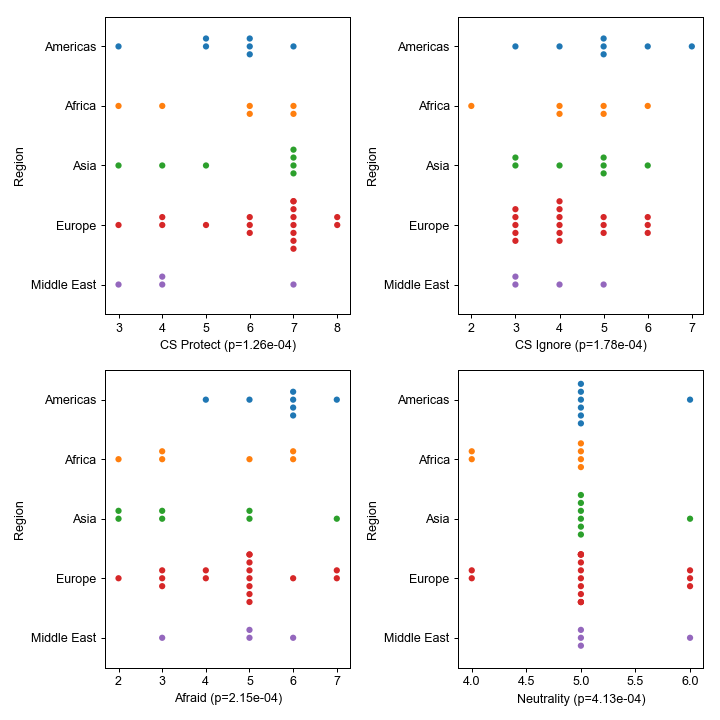 Americas
Africa
Asia
Europe
Middle East
Region
3 4 5 6 7 8
CS Protect (p=1.26e-04)
Americas
Africa
Asia
Europe
Middle East
Region
2 3 4 5 6 7
CS Ignore (p=1.78e-04)
Americas
Africa
Asia
Europe
Middle East
Region
2 3 4 5 6 7
Afraid (p=2.15e-04)
Americas
Africa
Asia
Europe
Middle East
Region
4.0 4.5 5.0 5.5 6.0
Neutrality (p=4.13e-04)